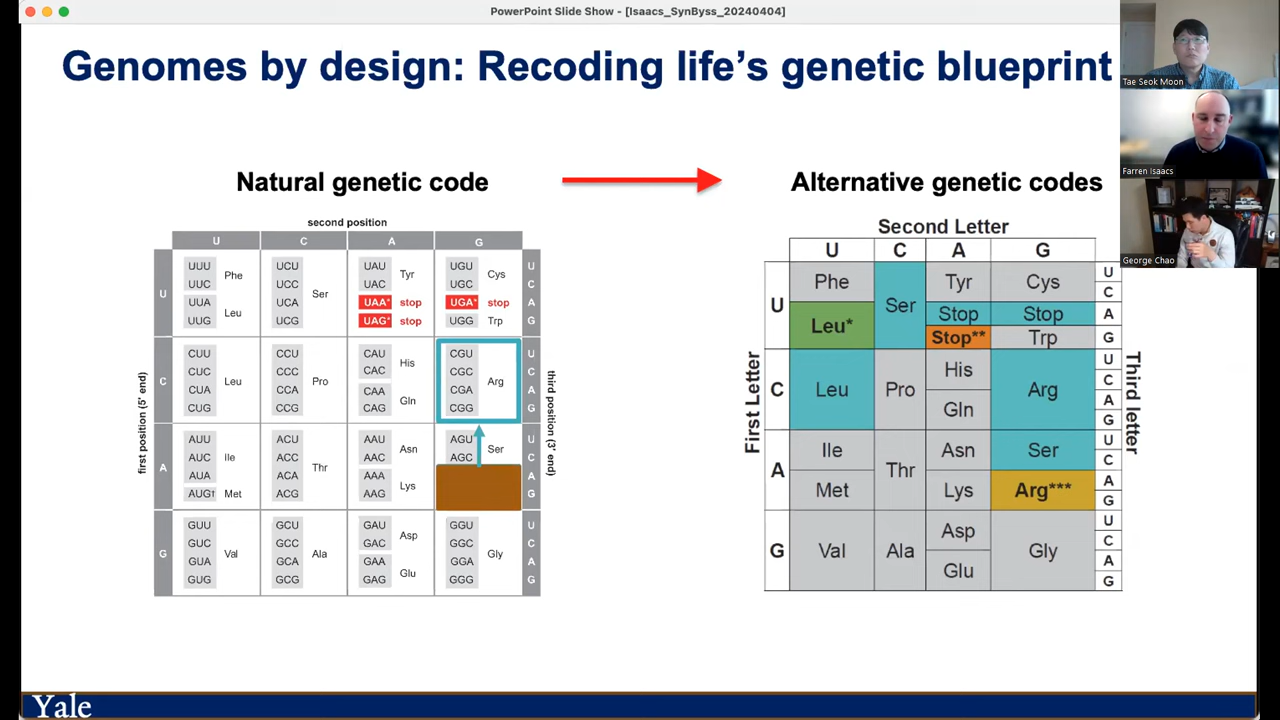 PowerPoint Slide Show - [Isaacs_SynByss_20240404]
Genomes by design: Recoding life's genetic blueprint
Tae Seok Moon
Farren Isaacs
George Chao
Natural genetic code
Alternative genetic codes
second position
U C A G
first position (5' end)
third position (3' end)
U
UUU
UUC
Phe
UUA
UUG
Leu
UCU
UCC
UCA
UCG
Ser
UAU
UAC
Tyr
UAA* stop
UAG* stop
UGU
UGC
Cys
UGA* stop
UGG Trp
U
C
A
G
C
CUU
CUC
CUA
CUG
Leu
CCU
CCC
CCA
CCG
Pro
CAU
CAC
His
CAA
CAG
Gln
CGU
CGC
CGA
CGG
Arg
U
C
A
G
A
AUU
AUC
AUA
Ile
AUG† Met
ACU
ACC
ACA
ACG
Thr
AAU
AAC
Asn
AAA
AAG
Lys
AGU
AGC
Ser
U
C
A
G
G
GUU
GUC
GUA
GUG
Val
GCU
GCC
GCA
GCG
Ala
GAU
GAC
Asp
GAA
GAG
Glu
GGU
GGC
GGA
GGG
Gly
U
C
A
G
Second Letter
U C A G
First Letter
Third letter
U
Phe
Leu*
Ser
Tyr
Stop
Stop**
Cys
Stop
Trp
U
C
A
G
C
Leu
Pro
His
Gln
Arg
U
C
A
G
A
Ile
Met
Thr
Asn
Lys
Ser
Arg***
U
C
A
G
G
Val
Ala
Asp
Glu
Gly
U
C
A
G
Yale